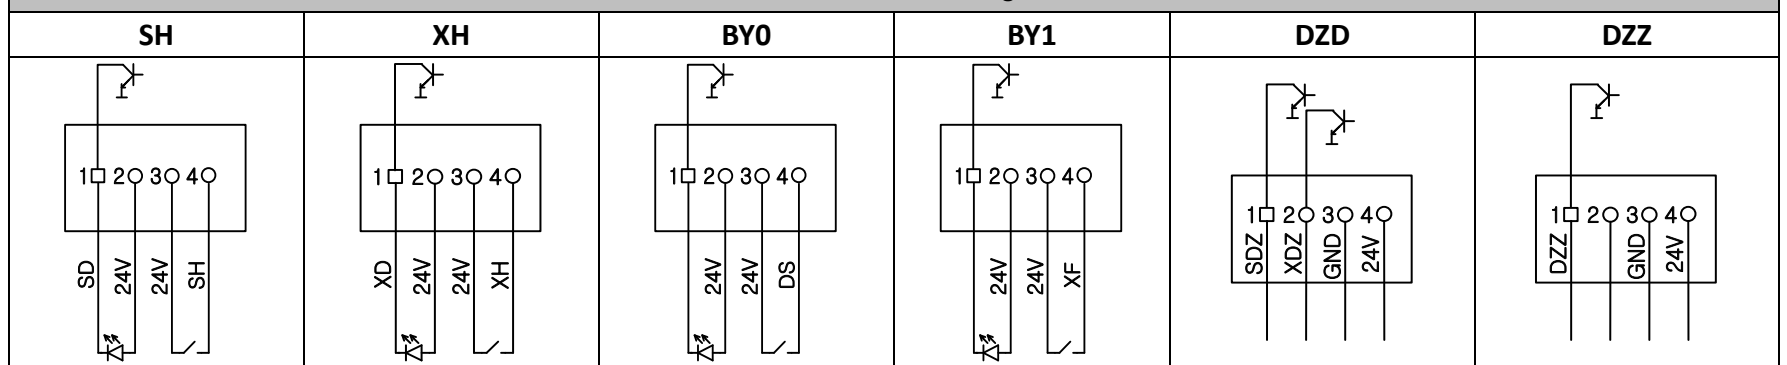 SH XH BY0 BY1 DZD DZZ
1 2 3 4
SD 24V 24V SH
1 2 3 4
XD 24V 24V XH
1 2 3 4
24V 24V DS
1 2 3 4
24V 24V XF
1 2 3 4
SDZ XDZ GND 24V
1 2 3 4
DZZ GND 24V